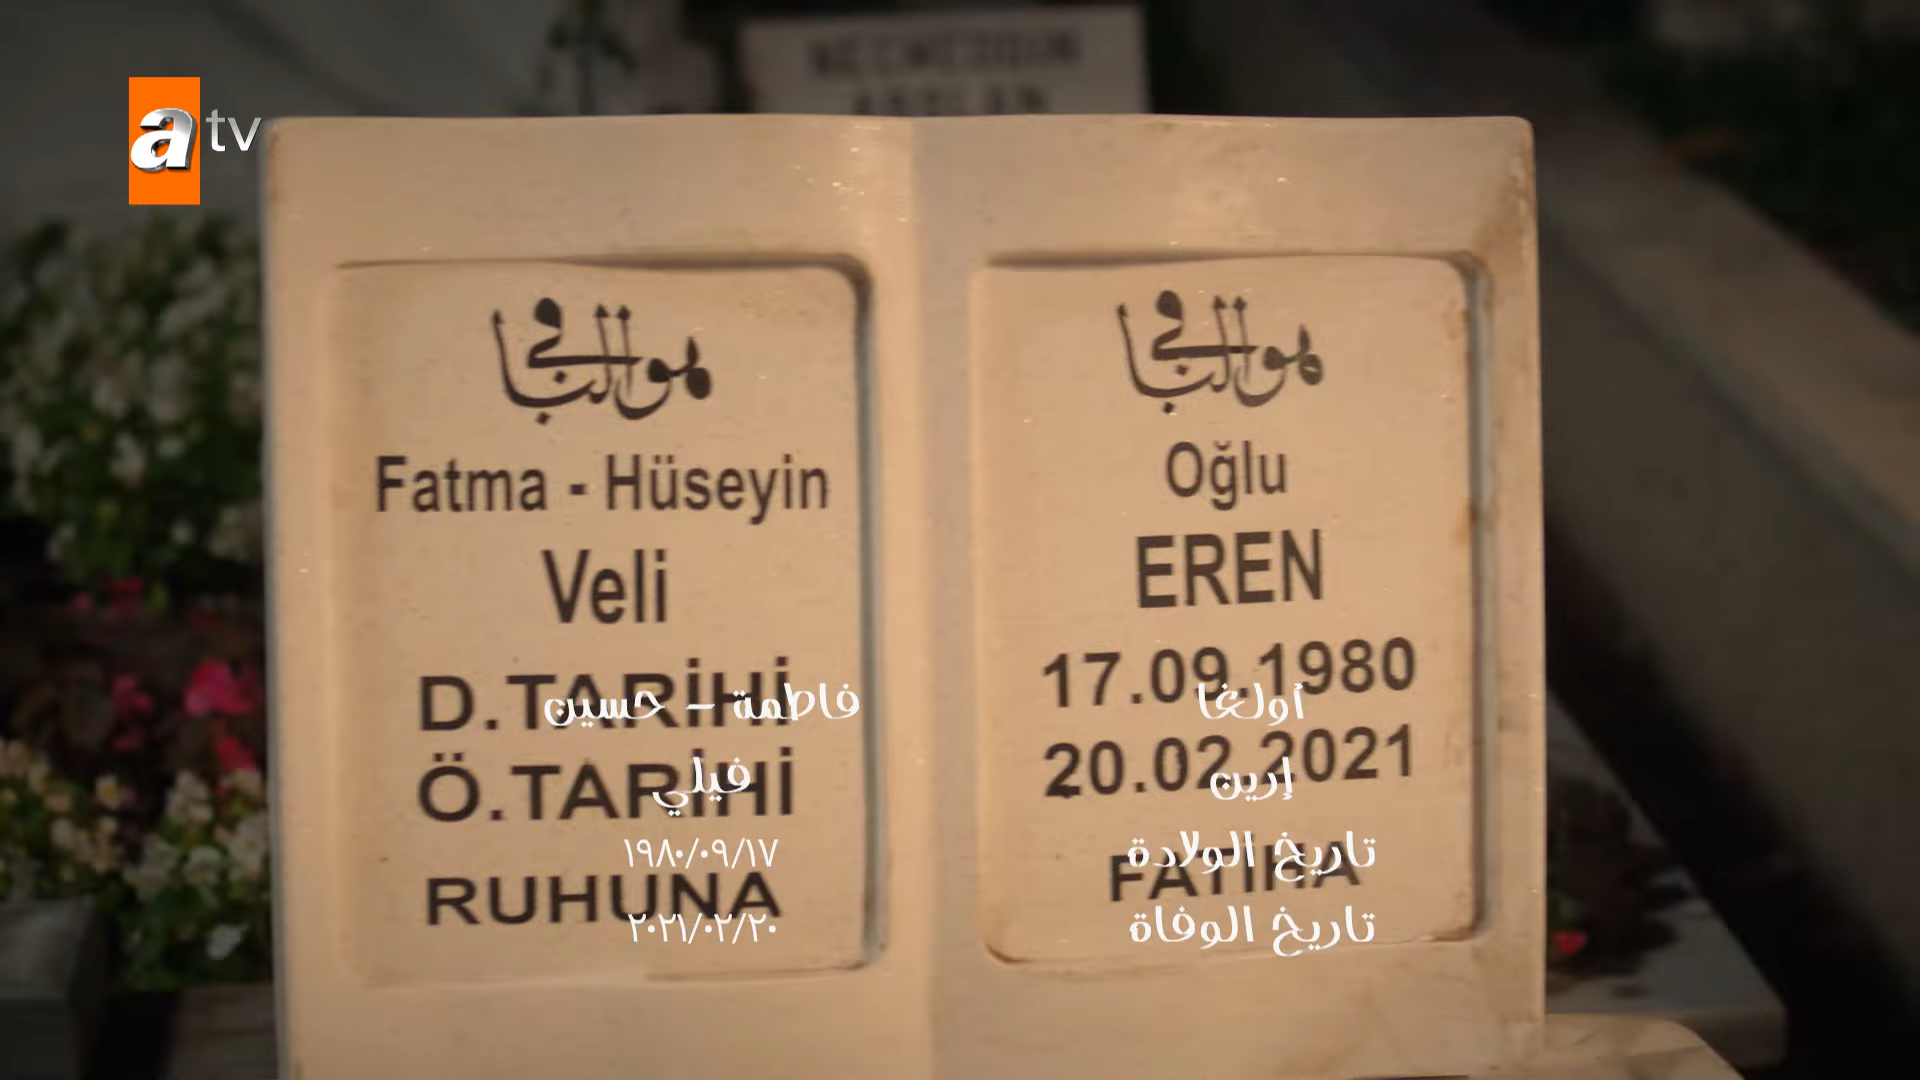 atv
هو الباقي
Fatma - Hüseyin
Veli
D.TARİHİ
Ö.TARİHİ
RUHUNA
هو الباقي
Oğlu
EREN
17.09.1980
20.02.2021
FATİHA
فاطمة - حسين
فيلي
١٩٨٠/٠٩/١٧
٢٠٢١/٠٢/٢٠
أولغا
إرين
تاريخ الولادة
تاريخ الوفاة